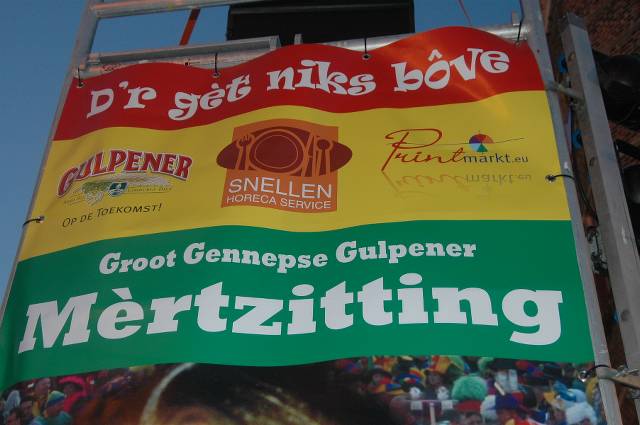 D'r gèt niks bôve
GULPENER
OP DE TOEKOMST!
SNELLEN
HORECA SERVICE
Printmarkt.eu
Groot Gennepse Gulpener
Mèrtzitting